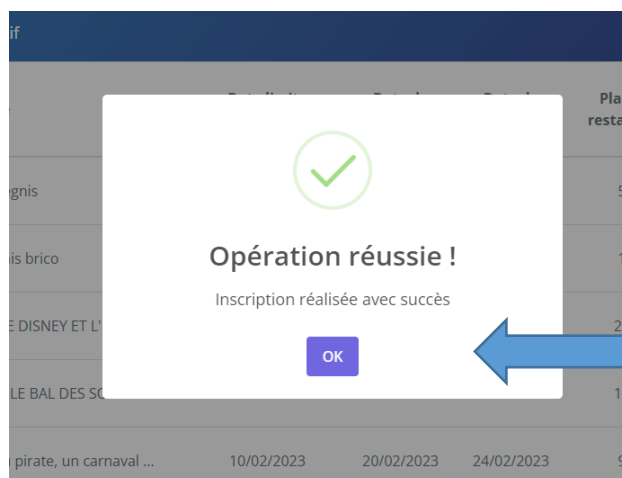 if
Pla
resta
egnis
Opération réussie !
is brico
Inscription réalisée avec succès
E DISNEY ET L'
OK
LE BAL DES SC
pirate, un carnaval ... 10/02/2023 20/02/2023 24/02/2023